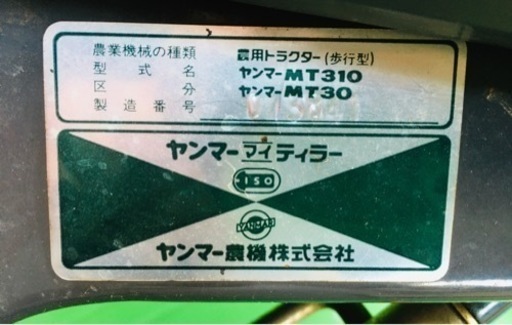 農業機械の種類 農用トラクター(歩行型)
型式名 ヤンマーMT310
区分 ヤンマーMT30
製造番号
ヤンマーマイティラー
ISO
YANMAR
ヤンマー農機株式会社